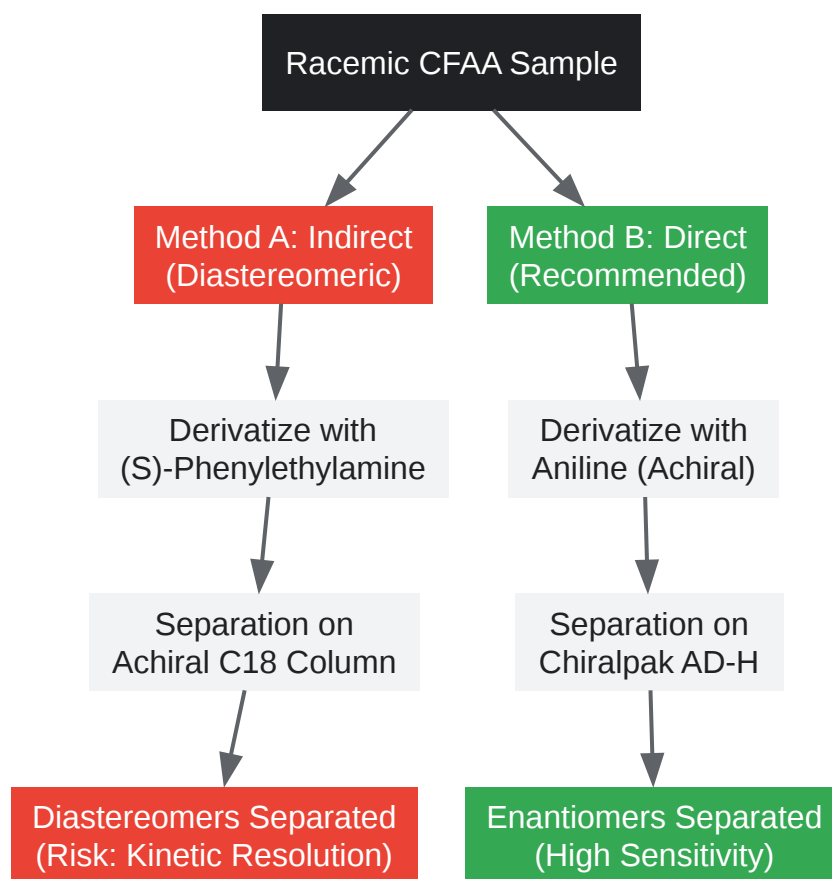 Racemic CFAA Sample
Method A: Indirect
(Diastereomeric)
Method B: Direct
(Recommended)
Derivatize with
(S)-Phenylethylamine
Derivatize with
Aniline (Achiral)
Separation on
Achiral C18 Column
Separation on
Chiralpak AD-H
Diastereomers Separated
(Risk: Kinetic Resolution)
Enantiomers Separated
(High Sensitivity)